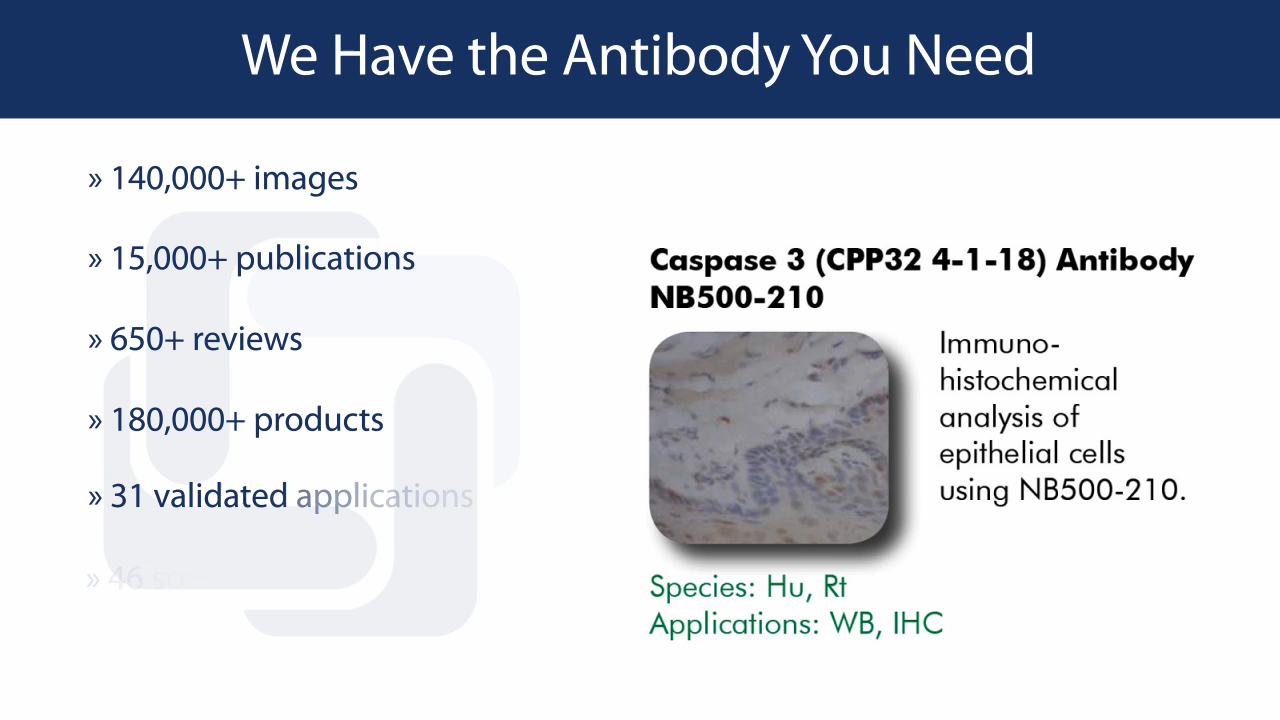 We Have the Antibody You Need
» 140,000+ images
» 15,000+ publications
» 650+ reviews
» 180,000+ products
» 31 validated applications
» 46
Caspase 3 (CPP32 4-1-18) Antibody
NB500-210
Immuno-
histochemical
analysis of
epithelial cells
using NB500-210.
Species: Hu, Rt
Applications: WB, IHC